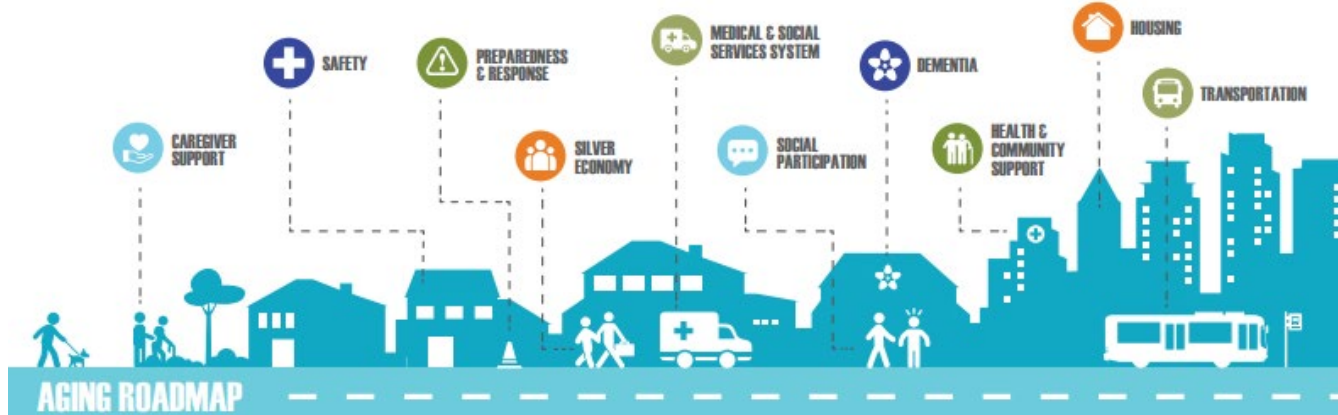 CAREGIVER
SUPPORT
SAFETY
PREPAREDNESS
& RESPONSE
SILVER
ECONOMY
MEDICAL & SOCIAL
SERVICES SYSTEM
SOCIAL
PARTICIPATION
DEMENTIA
HEALTH &
COMMUNITY
SUPPORT
HOUSING
TRANSPORTATION
AGING ROADMAP